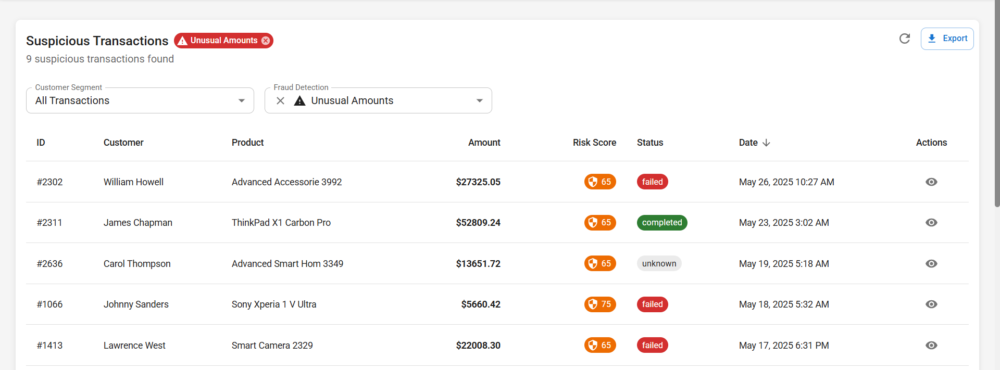 Suspicious Transactions Unusual Amounts
Export
9 suspicious transactions found
Customer Segment
All Transactions
Fraud Detection
Unusual Amounts
ID Customer Product Amount Risk Score Status Date Actions
#2302 William Howell Advanced Accessorie 3992 $27325.05 65 failed May 26, 2025 10:27 AM
#2311 James Chapman ThinkPad X1 Carbon Pro $52809.24 65 completed May 23, 2025 3:02 AM
#2636 Carol Thompson Advanced Smart Hom 3349 $13651.72 65 unknown May 19, 2025 5:18 AM
#1066 Johnny Sanders Sony Xperia 1 V Ultra $5660.42 75 failed May 18, 2025 5:32 AM
#1413 Lawrence West Smart Camera 2329 $22008.30 65 failed May 17, 2025 6:31 PM